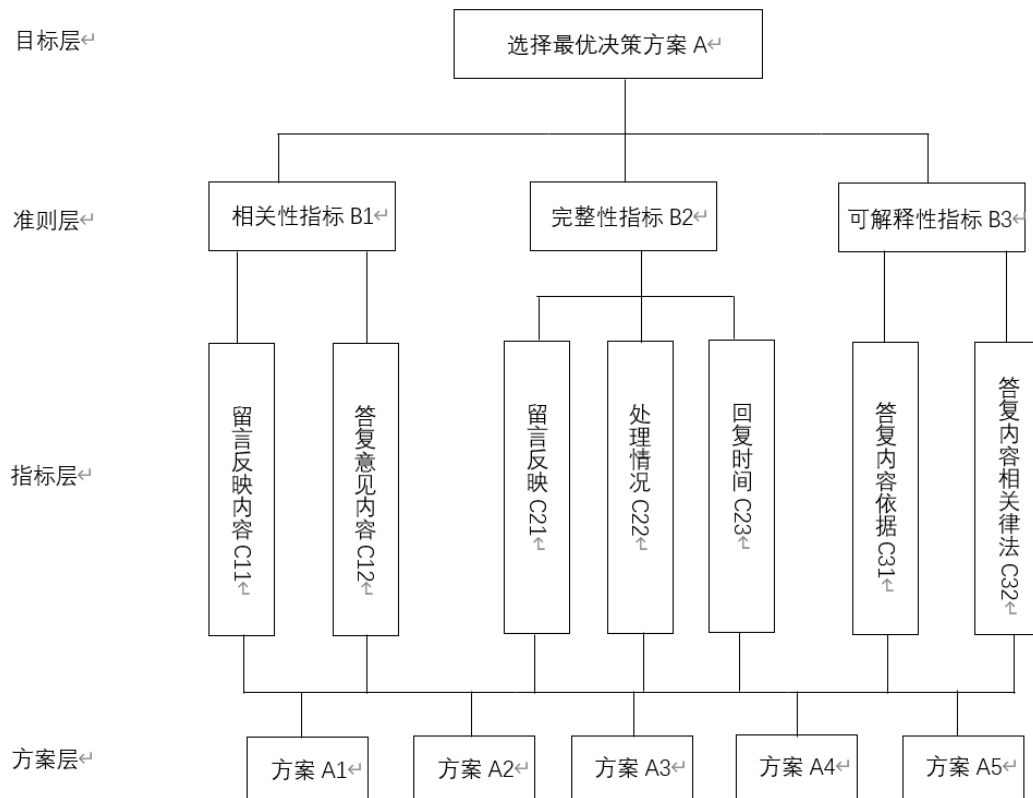 目标层
选择最优决策方案 A
准则层
相关性指标 B1
完整性指标 B2
可解释性指标 B3
指标层
留言反映内容 C11
答复意见内容 C12
留言反映 C21
处理情况 C22
回复时间 C23
答复内容依据 C31
答复内容相关律法 C32
方案层
方案 A1
方案 A2
方案 A3
方案 A4
方案 A5